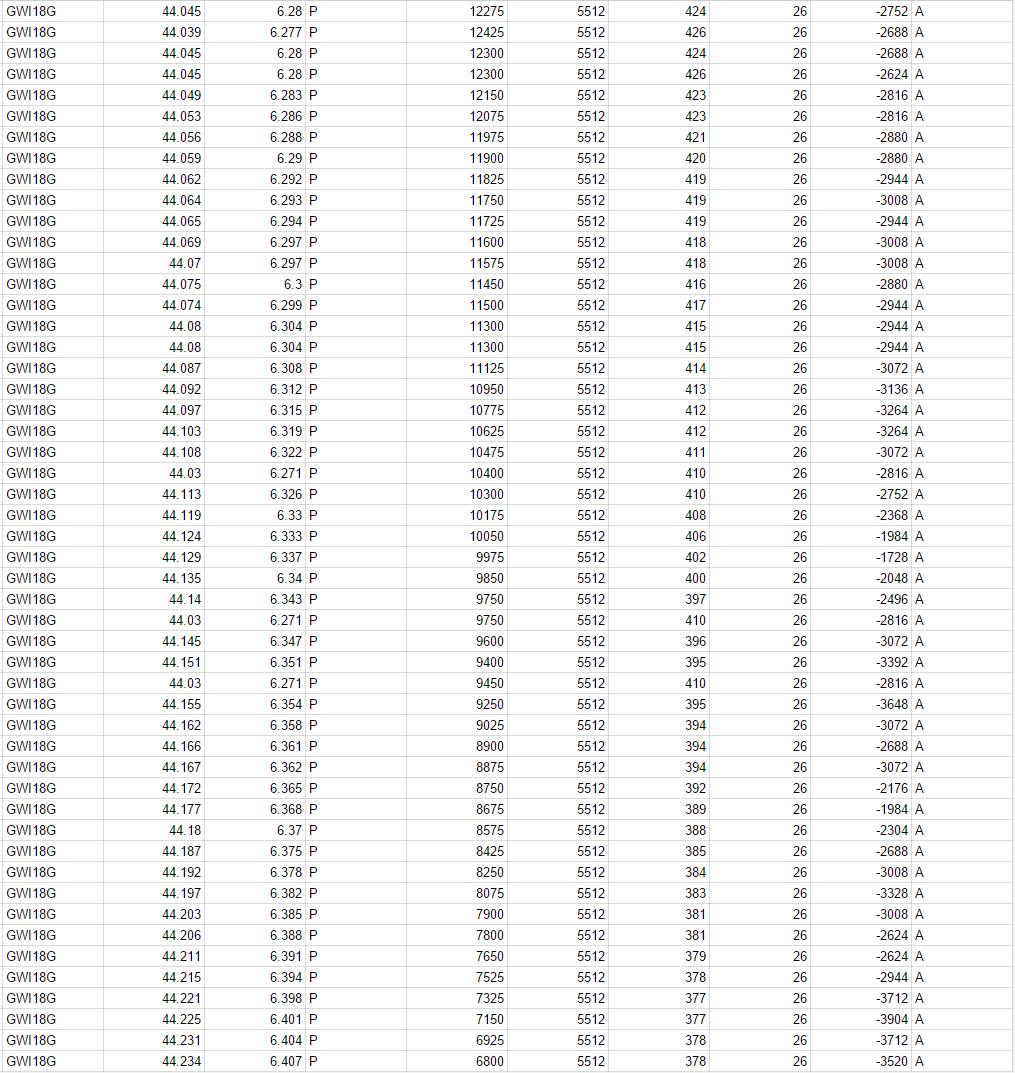 GWI18G 44.045 6.28 P 12275 5512 424 26 -2752 A
GWI18G 44.039 6.277 P 12425 5512 426 26 -2688 A
GWI18G 44.045 6.28 P 12300 5512 424 26 -2688 A
GWI18G 44.045 6.28 P 12300 5512 426 26 -2624 A
GWI18G 44.049 6.283 P 12150 5512 423 26 -2816 A
GWI18G 44.053 6.286 P 12075 5512 423 26 -2816 A
GWI18G 44.056 6.288 P 11975 5512 421 26 -2880 A
GWI18G 44.059 6.29 P 11900 5512 420 26 -2880 A
GWI18G 44.062 6.292 P 11825 5512 419 26 -2944 A
GWI18G 44.064 6.293 P 11750 5512 419 26 -3008 A
GWI18G 44.065 6.294 P 11725 5512 419 26 -2944 A
GWI18G 44.069 6.297 P 11600 5512 418 26 -3008 A
GWI18G 44.07 6.297 P 11575 5512 418 26 -3008 A
GWI18G 44.075 6.3 P 11450 5512 416 26 -2880 A
GWI18G 44.074 6.299 P 11500 5512 417 26 -2944 A
GWI18G 44.08 6.304 P 11300 5512 415 26 -2944 A
GWI18G 44.08 6.304 P 11300 5512 415 26 -2944 A
GWI18G 44.087 6.308 P 11125 5512 414 26 -3072 A
GWI18G 44.092 6.312 P 10950 5512 413 26 -3136 A
GWI18G 44.097 6.315 P 10775 5512 412 26 -3264 A
GWI18G 44.103 6.319 P 10625 5512 412 26 -3264 A
GWI18G 44.108 6.322 P 10475 5512 411 26 -3072 A
GWI18G 44.03 6.271 P 10400 5512 410 26 -2816 A
GWI18G 44.113 6.326 P 10300 5512 410 26 -2752 A
GWI18G 44.119 6.33 P 10175 5512 408 26 -2368 A
GWI18G 44.124 6.333 P 10050 5512 406 26 -1984 A
GWI18G 44.129 6.337 P 9975 5512 402 26 -1728 A
GWI18G 44.135 6.34 P 9850 5512 400 26 -2048 A
GWI18G 44.14 6.343 P 9750 5512 397 26 -2496 A
GWI18G 44.03 6.271 P 9750 5512 410 26 -2816 A
GWI18G 44.145 6.347 P 9600 5512 396 26 -3072 A
GWI18G 44.151 6.351 P 9400 5512 395 26 -3392 A
GWI18G 44.03 6.271 P 9450 5512 410 26 -2816 A
GWI18G 44.155 6.354 P 9250 5512 395 26 -3648 A
GWI18G 44.162 6.358 P 9025 5512 394 26 -3072 A
GWI18G 44.166 6.361 P 8900 5512 394 26 -2688 A
GWI18G 44.167 6.362 P 8875 5512 394 26 -3072 A
GWI18G 44.172 6.365 P 8750 5512 392 26 -2176 A
GWI18G 44.177 6.368 P 8675 5512 389 26 -1984 A
GWI18G 44.18 6.37 P 8575 5512 388 26 -2304 A
GWI18G 44.187 6.375 P 8425 5512 385 26 -2688 A
GWI18G 44.192 6.378 P 8250 5512 384 26 -3008 A
GWI18G 44.197 6.382 P 8075 5512 383 26 -3328 A
GWI18G 44.203 6.385 P 7900 5512 381 26 -3008 A
GWI18G 44.206 6.388 P 7800 5512 381 26 -2624 A
GWI18G 44.211 6.391 P 7650 5512 379 26 -2624 A
GWI18G 44.215 6.394 P 7525 5512 378 26 -2944 A
GWI18G 44.221 6.398 P 7325 5512 377 26 -3712 A
GWI18G 44.225 6.401 P 7150 5512 377 26 -3904 A
GWI18G 44.231 6.404 P 6925 5512 378 26 -3712 A
GWI18G 44.234 6.407 P 6800 5512 378 26 -3520 A